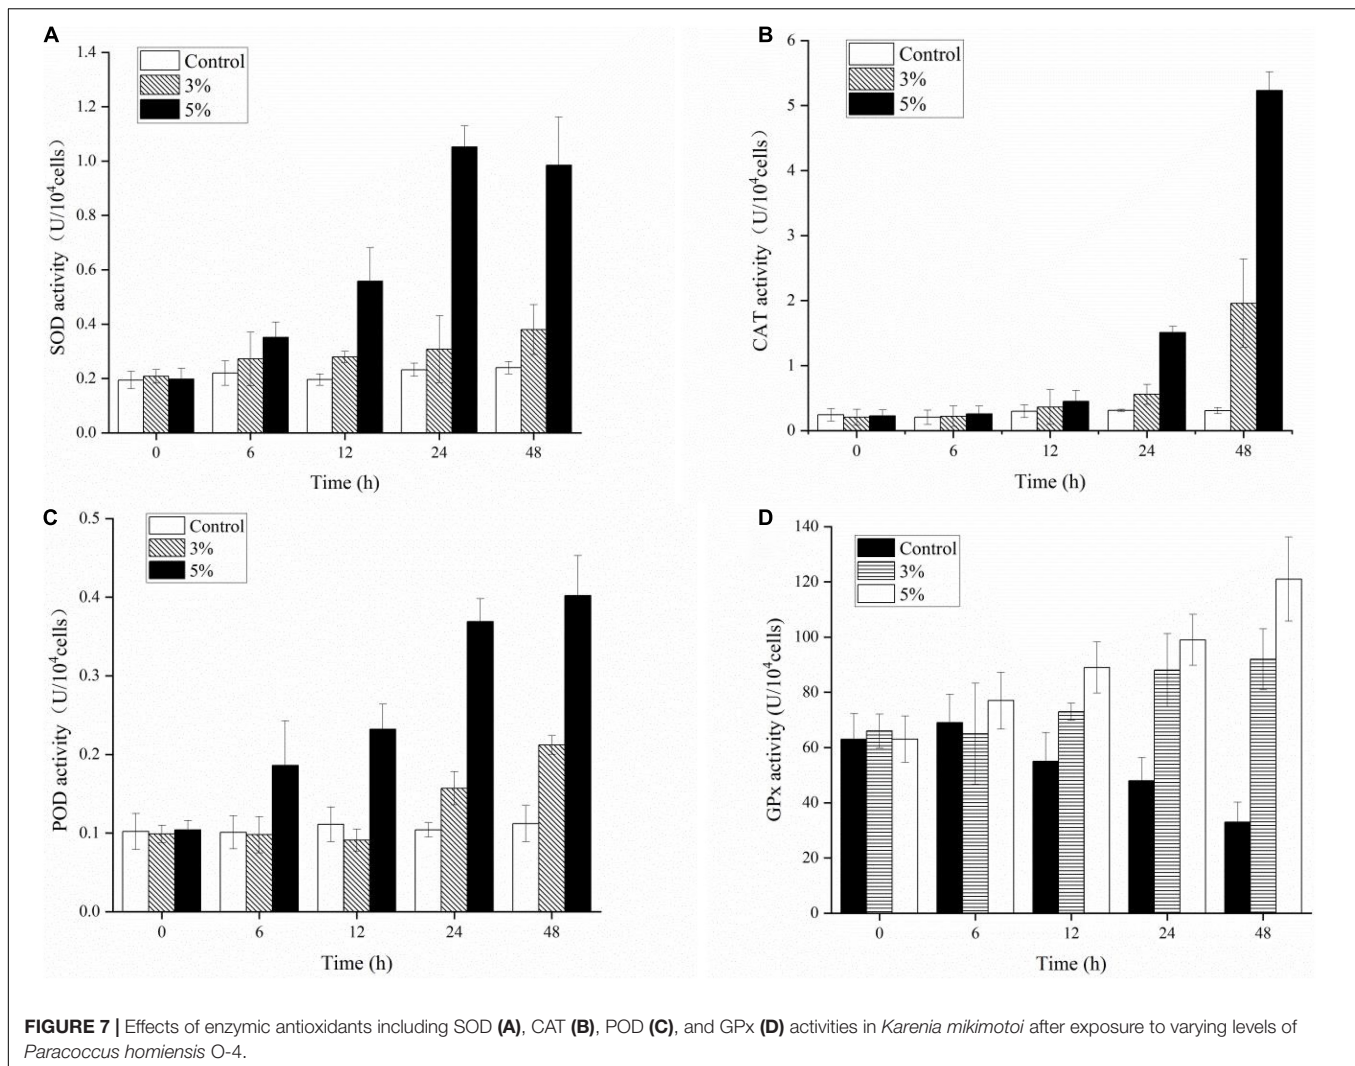 A
Control
3%
5%
SOD activity（U/10⁴cells）
1.4
1.2
1.0
0.8
0.6
0.4
0.2
0.0
0 6 12 24 48
Time (h)
B
Control
3%
5%
CAT activity（U/10⁴cells）
6
5
4
3
2
1
0
0 6 12 24 48
Time (h)
C
Control
3%
5%
POD activity（U/10⁴cells）
0.5
0.4
0.3
0.2
0.1
0.0
0 6 12 24 48
Time (h)
D
Control
3%
5%
GPx activity (U/10⁴cells)
140
120
100
80
60
40
20
0
0 6 12 24 48
Time (h)
FIGURE 7 | Effects of enzymic antioxidants including SOD (A), CAT (B), POD (C), and GPx (D) activities in Karenia mikimotoi after exposure to varying levels of
Paracoccus homiensis O-4.